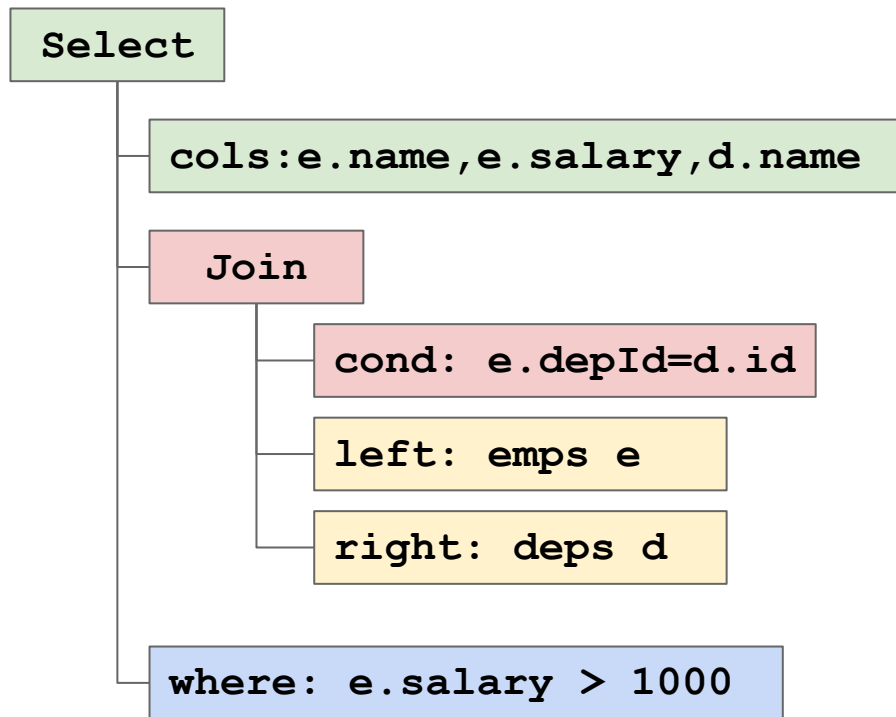 Select
cols:e.name,e.salary,d.name
Join
cond: e.depId=d.id
left: emps e
right: deps d
where: e.salary > 1000